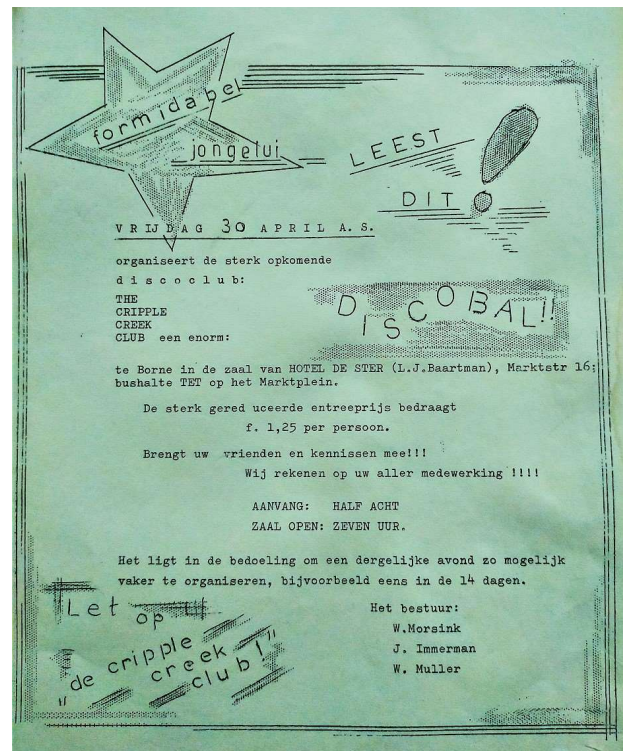 formidabel
jongelui
LEEST
DIT !
VRIJDAG 30 APRIL A.S.
organiseert de sterk opkomende
discoclub:
THE
CRIPPLE
CREEK
CLUB een enorm:
DISCOBAL!!
te Borne in de zaal van HOTEL DE STER (L.J.Baartman), Marktstr 16;
bushalte TET op het Marktplein.
De sterk gered uceerde entreeprijs bedraagt
f. 1,25 per persoon.
Brengt uw vrienden en kennissen mee!!!
Wij rekenen op uw aller medewerking !!!!
AANVANG: HALF ACHT
ZAAL OPEN: ZEVEN UUR.
Het ligt in de bedoeling om een dergelijke avond zo mogelijk
vaker te organiseren, bijvoorbeeld eens in de 14 dagen.
Het bestuur:
W.Morsink
J. Immerman
W. Muller
Let op
"de cripple
creek
club!"